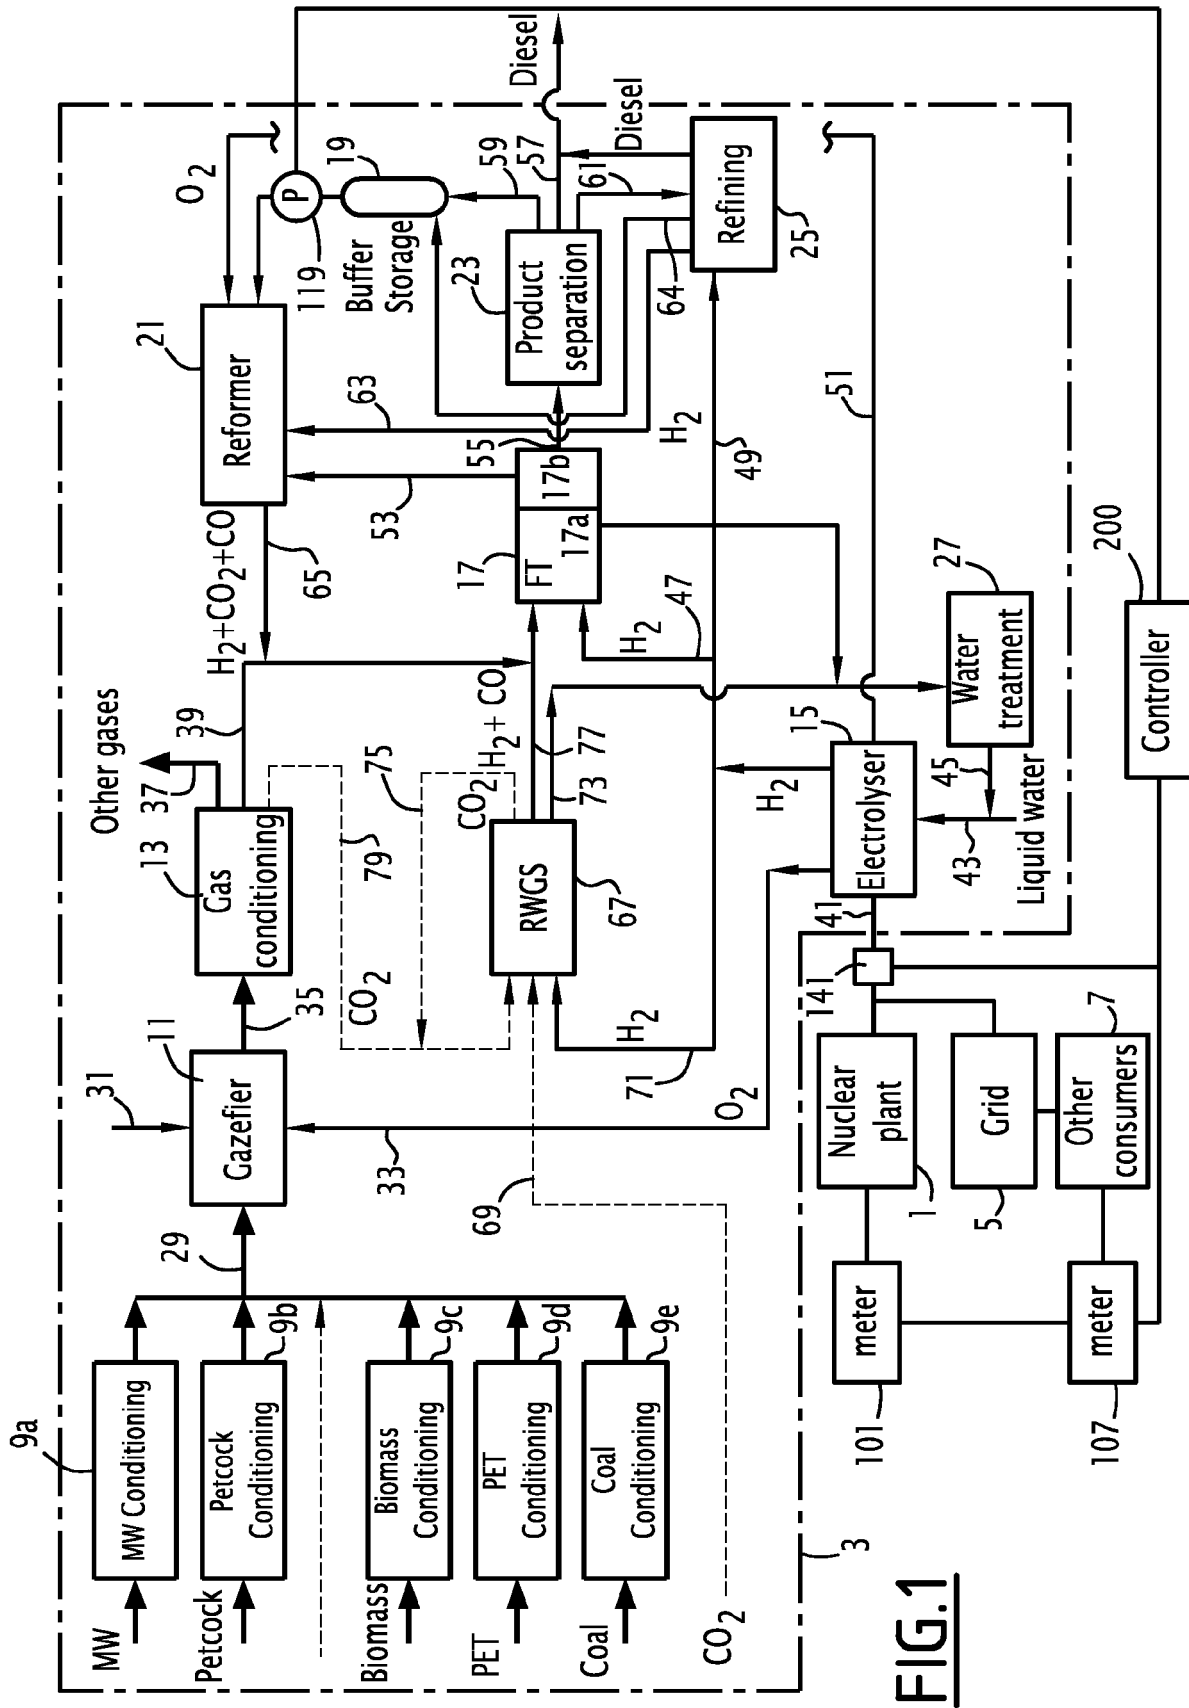 MW
9a
MW Conditioning
Petcock
Petcock
Conditioning
9b
Biomass
Biomass
Conditioning
9c
PET
PET
Conditioning
9d
Coal
Coal
Conditioning
9e
CO2
29
31
Gazefier
11
33
35
69
13
Gas
conditioning
37
Other gases
39
79
CO2
75
CO2
RWGS
67
H2+ CO
77
73
H2
71
O2
H2+CO2+CO
65
Reformer
21
O2
53
63
P
119
19
Buffer
Storage
17
FT
17a
17b
55
23
Product
separation
59
57
61
64
Diesel
Diesel
Refining
25
H2
49
H2
47
H2
51
Electrolyser
15
41
43
45
Liquid water
Water
treatment
27
141
Nuclear
plant
1
Grid
5
Other
consumers
7
meter
101
meter
107
Controller
200
3
FIG.1